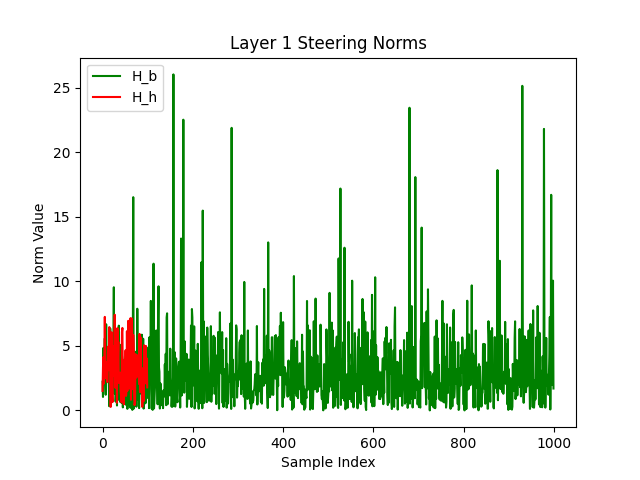 Layer 1 Steering Norms
H_b
H_h
Norm Value
25
20
15
10
5
0
0 200 400 600 800 1000
Sample Index